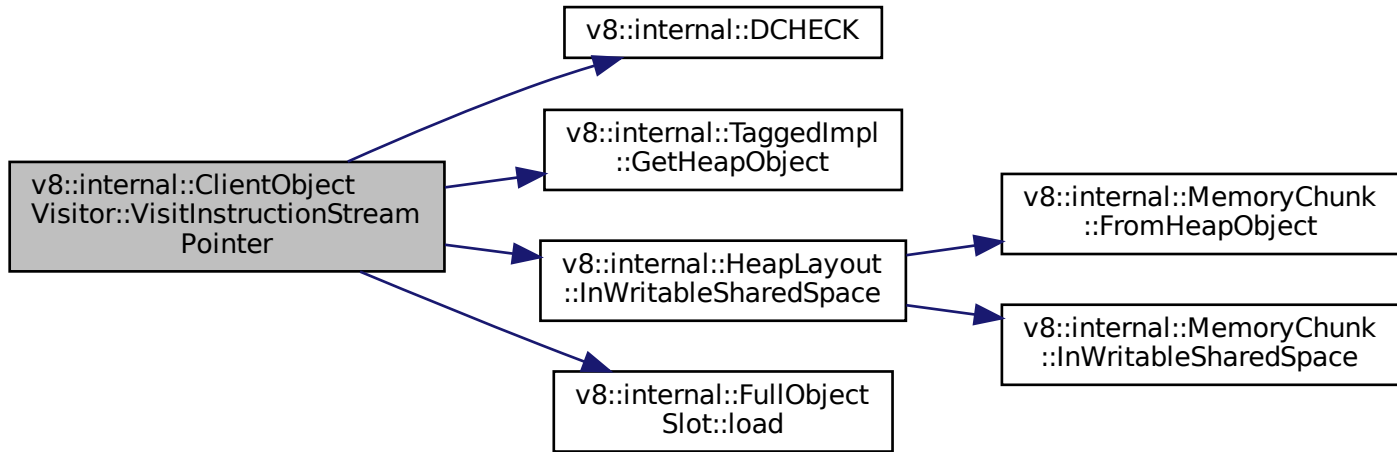 v8::internal::ClientObject
Visitor::VisitInstructionStream
Pointer
v8::internal::DCHECK
v8::internal::TaggedImpl
::GetHeapObject
v8::internal::HeapLayout
::InWritableSharedSpace
v8::internal::FullObject
Slot::load
v8::internal::MemoryChunk
::FromHeapObject
v8::internal::MemoryChunk
::InWritableSharedSpace